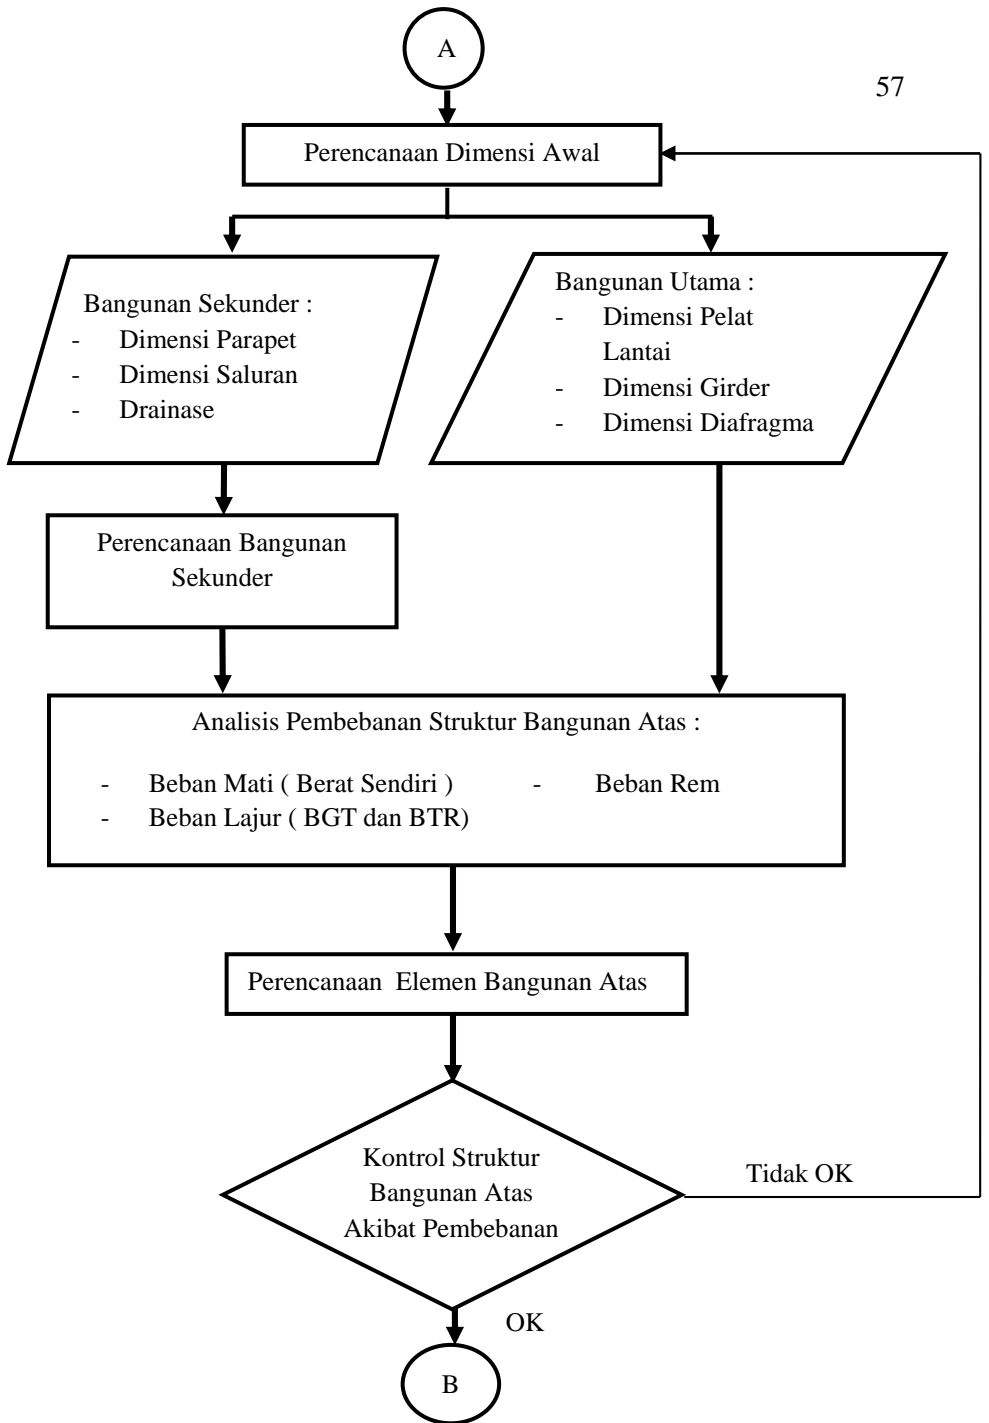 A
57
Perencanaan Dimensi Awal
Bangunan Sekunder :
- Dimensi Parapet
- Dimensi Saluran
- Drainase
Bangunan Utama :
- Dimensi Pelat
Lantai
- Dimensi Girder
- Dimensi Diafragma
Perencanaan Bangunan
Sekunder
Analisis Pembebanan Struktur Bangunan Atas :
- Beban Mati ( Berat Sendiri ) - Beban Rem
- Beban Lajur ( BGT dan BTR)
Perencanaan Elemen Bangunan Atas
Kontrol Struktur
Bangunan Atas
Akibat Pembebanan
Tidak OK
OK
B